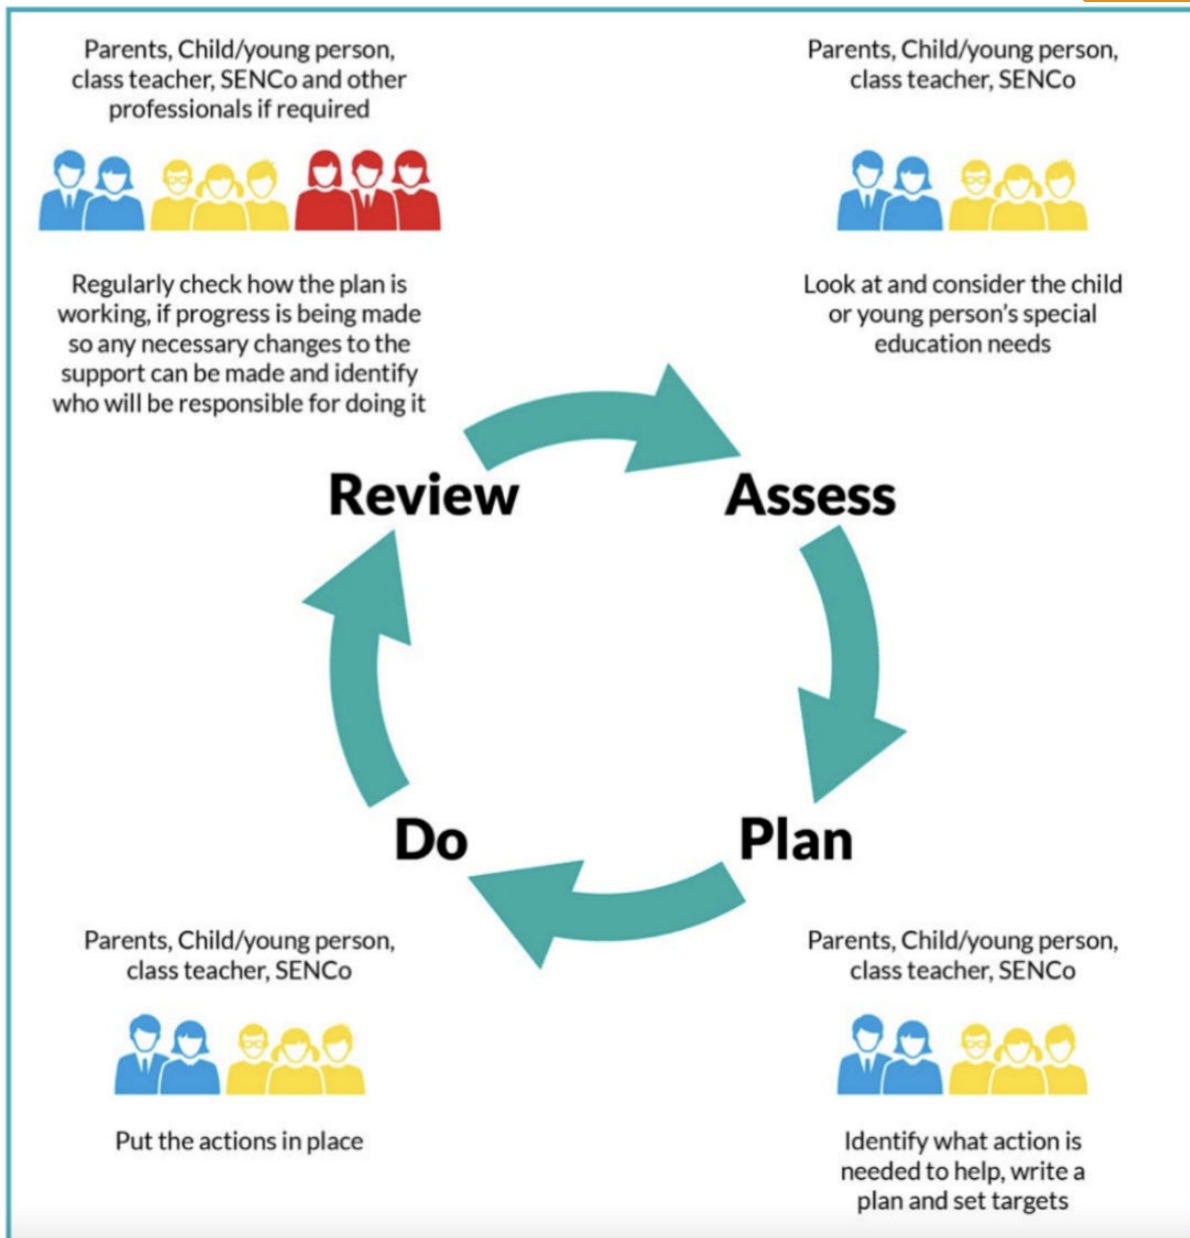 Parents, Child/young person,
class teacher, SENCo and other
professionals if required
Regularly check how the plan is
working, if progress is being made
so any necessary changes to the
support can be made and identify
who will be responsible for doing it
Parents, Child/young person,
class teacher, SENCo
Look at and consider the child
or young person's special
education needs
Review
Assess
Do
Plan
Parents, Child/young person,
class teacher, SENCo
Put the actions in place
Parents, Child/young person,
class teacher, SENCo
Identify what action is
needed to help, write a
plan and set targets